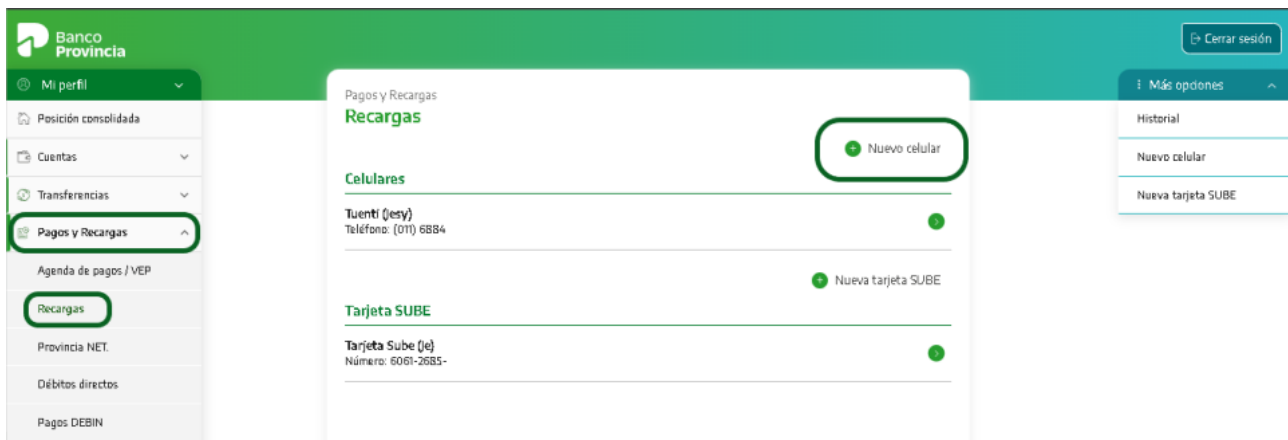 Banco
Provincia
Cerrar sesión
Mi perfil
Posición consolidada
Cuentas
Transferencias
Pagos y Recargas
Agenda de pagos / VEP
Recargas
Provincia NET.
Débitos directos
Pagos DEBIN
Pagos y Recargas
Recargas
Nuevo celular
Celulares
Tuenti (Jesy)
Teléfono: (011) 6884
Nueva tarjeta SUBE
Tarjeta SUBE
Tarjeta Sube (Je)
Número: 6061-2685-
Más opciones
Historial
Nuevo celular
Nueva tarjeta SUBE